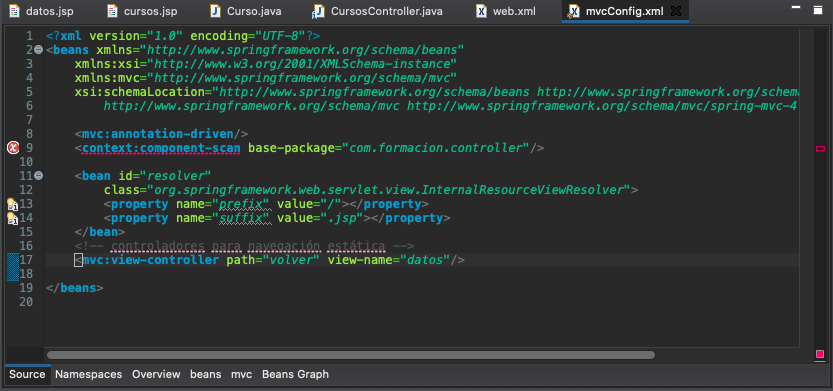 datos.jsp cursos.jsp Curso.java CursosController.java web.xml mvcConfig.xml
1 <?xml version="1.0" encoding="UTF-8"?>
2 <beans xmlns="http://www.springframework.org/schema/beans"
3 xmlns:xsi="http://www.w3.org/2001/XMLSchema-instance"
4 xmlns:mvc="http://www.springframework.org/schema/mvc"
5 xsi:schemaLocation="http://www.springframework.org/schema/beans http://www.springframework.org/schema
6 http://www.springframework.org/schema/mvc http://www.springframework.org/schema/mvc/spring-mvc-4
7
8 <mvc:annotation-driven/>
9 <context:component-scan base-package="com.formacion.controller"/>
10
11 <bean id="resolver"
12 class="org.springframework.web.servlet.view.InternalResourceViewResolver">
13 <property name="prefix" value="/"></property>
14 <property name="suffix" value=".jsp"></property>
15 </bean>
16 <!-- controladores para navegación estática -->
17 <mvc:view-controller path="volver" view-name="datos"/>
18
19 </beans>
20
Source Namespaces Overview beans mvc Beans Graph